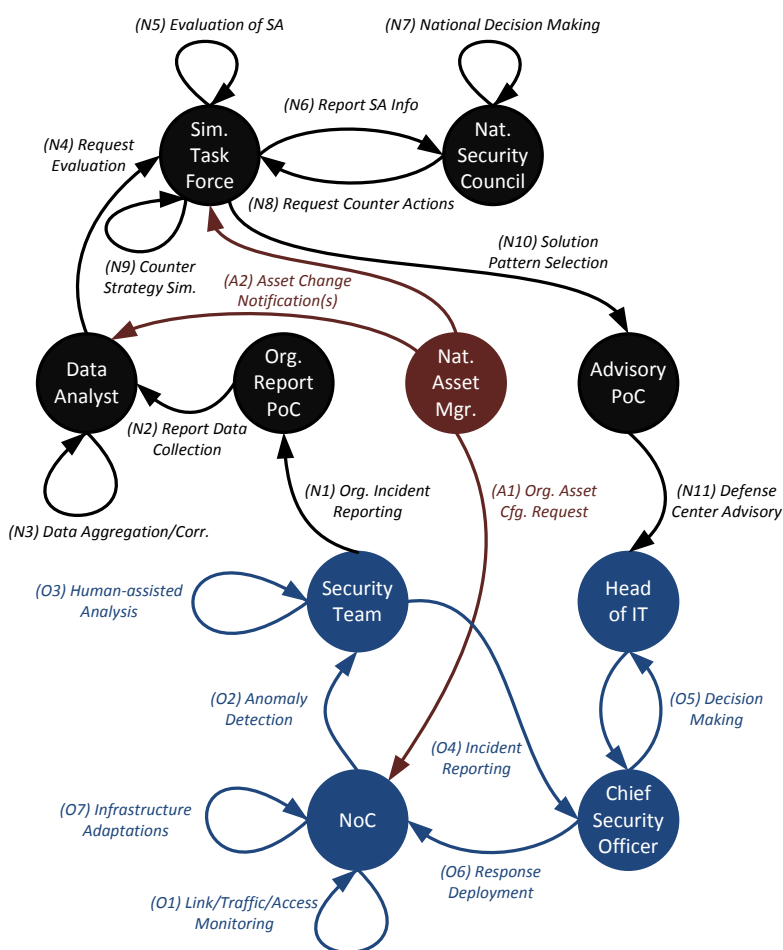 (N5) Evaluation of SA
(N7) National Decision Making
(N6) Report SA Info
Sim.
Task
Force
Nat.
Security
Council
(N4) Request
Evaluation
(N8) Request Counter Actions
(N9) Counter
Strategy Sim.
(N10) Solution
Pattern Selection
(A2) Asset Change
Notification(s)
Data
Analyst
Org.
Report
PoC
Nat.
Asset
Mgr.
Advisory
PoC
(N2) Report Data
Collection
(N3) Data Aggregation/Corr.
(N1) Org. Incident
Reporting
(A1) Org. Asset
Cfg. Request
(N11) Defense
Center Advisory
(O3) Human-assisted
Analysis
Security
Team
Head
of IT
(O2) Anomaly
Detection
(O5) Decision
Making
(O4) Incident
Reporting
(O7) Infrastructure
Adaptations
NoC
Chief
Security
Officer
(O6) Response
Deployment
(O1) Link/Traffic/Access
Monitoring